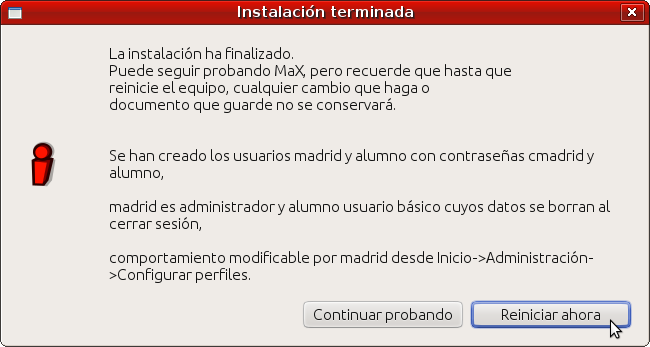 Instalación terminada
La instalación ha finalizado.
Puede seguir probando MaX, pero recuerde que hasta que
reinicie el equipo, cualquier cambio que haga o
documento que guarde no se conservará.
Se han creado los usuarios madrid y alumno con contraseñas cmadrid y
alumno,
madrid es administrador y alumno usuario básico cuyos datos se borran al
cerrar sesión,
comportamiento modificable por madrid desde Inicio->Administración-
>Configurar perfiles.
Continuar probando
Reiniciar ahora